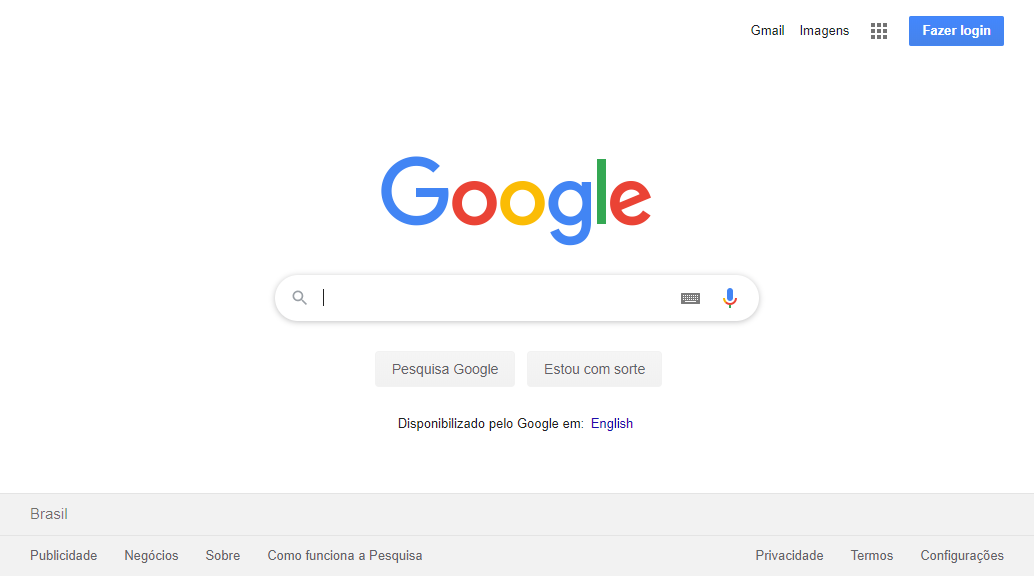 Gmail Imagens Fazer login
Google
Pesquisa Google Estou com sorte
Disponibilizado pelo Google em: English
Brasil
Publicidade Negócios Sobre Como funciona a Pesquisa Privacidade Termos Configurações